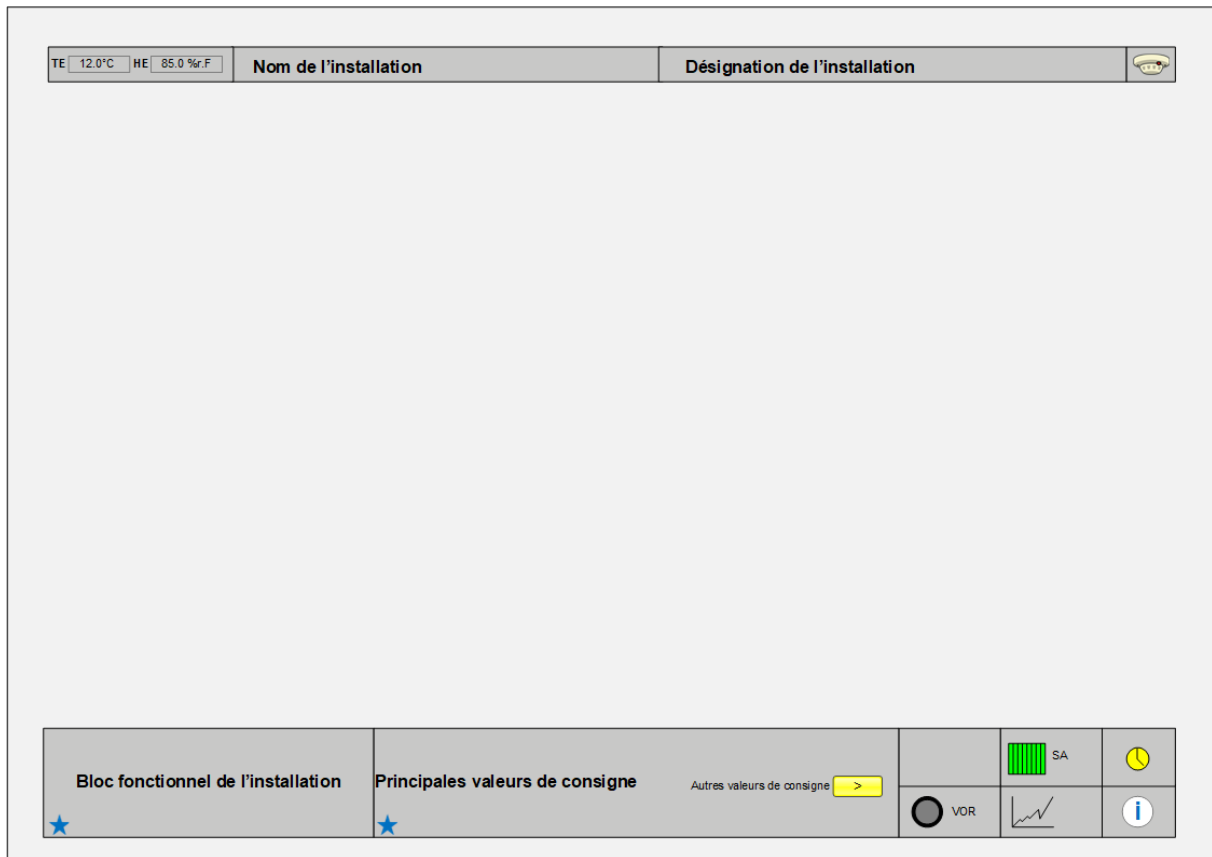 TE 12.0°C HE 85.0 %r.F Nom de l'installation Désignation de l'installation
SA
Bloc fonctionnel de l'installation Principales valeurs de consigne Autres valeurs de consigne >
VOR i